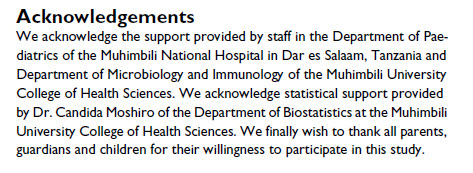 Acknowledgements
We acknowledge the support provided by staff in the Department of Pae-
diatrics of the Muhimbili National Hospital in Dar es Salaam, Tanzania and
Department of Microbiology and Immunology of the Muhimbili University
College of Health Sciences. We acknowledge statistical support provided
by Dr. Candida Moshiro of the Department of Biostatistics at the Muhimbili
University College of Health Sciences. We finally wish to thank all parents,
guardians and children for their willingness to participate in this study.